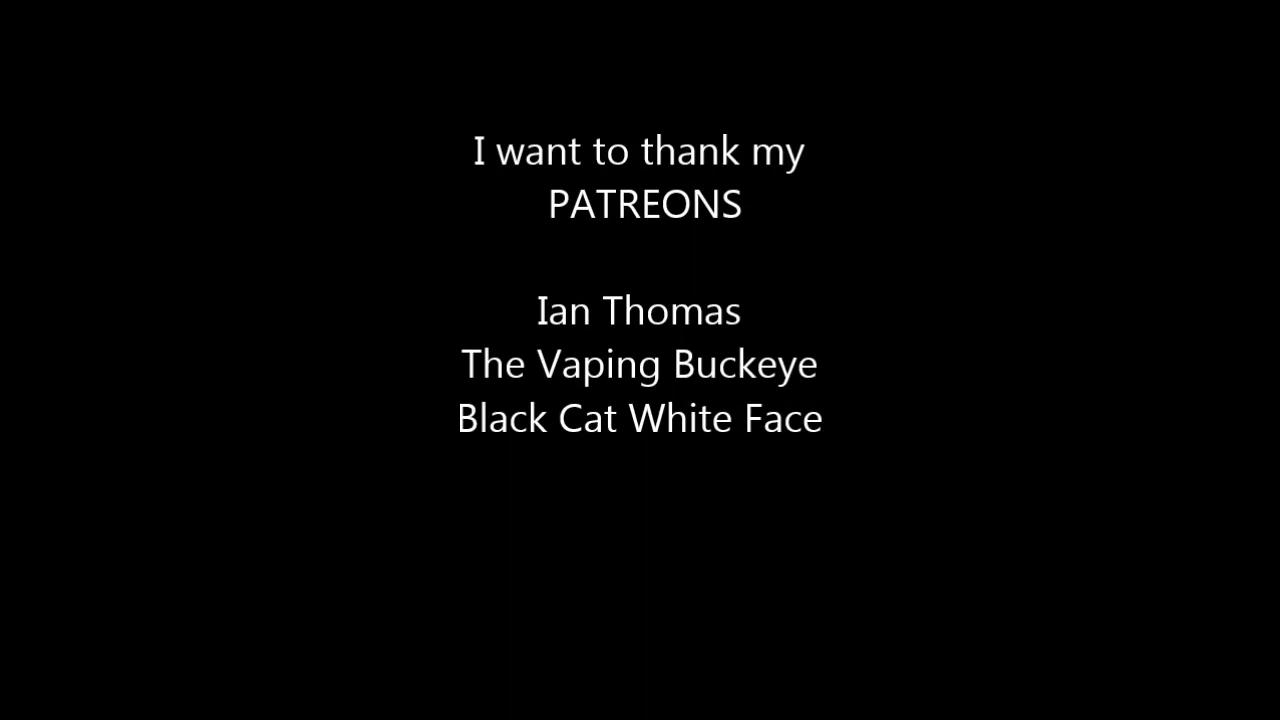 I want to thank my
PATREONS
Ian Thomas
The Vaping Buckeye
Black Cat White Face